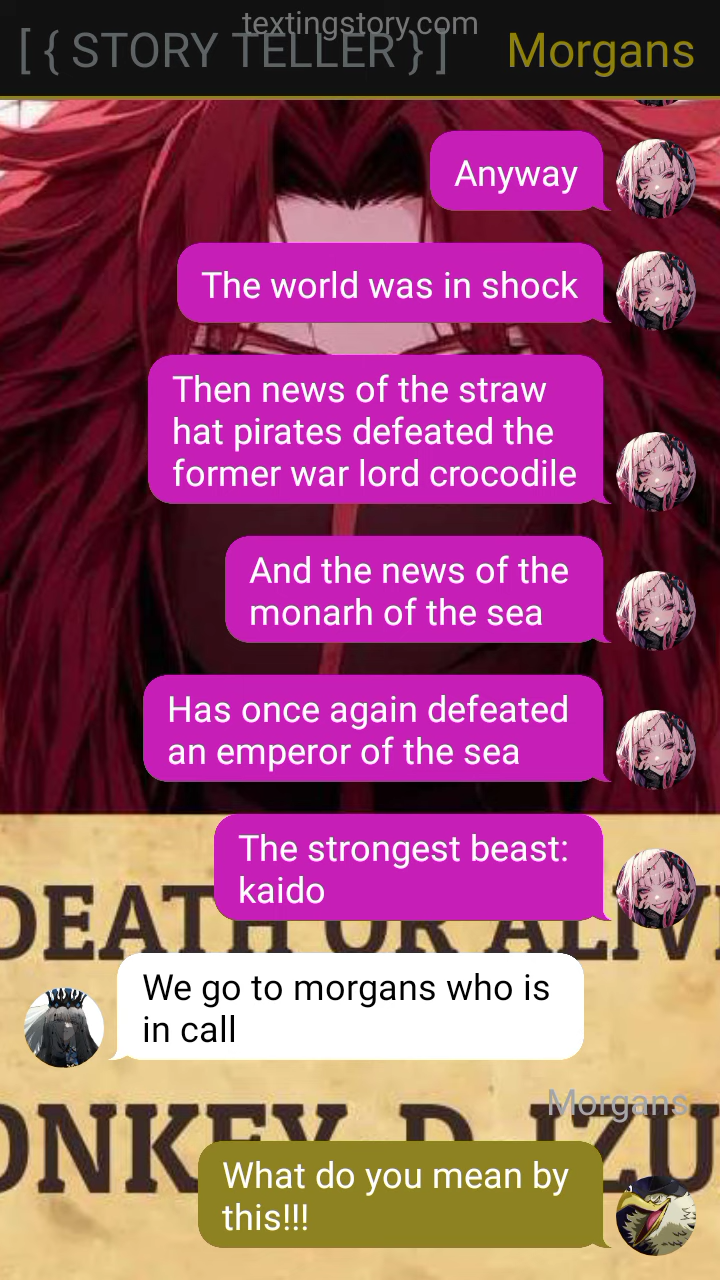 textingstory.com
[ { STORY TELLER } ]
Morgans
Anyway
The world was in shock
Then news of the straw
hat pirates defeated the
former war lord crocodile
And the news of the
monarh of the sea
Has once again defeated
an emperor of the sea
The strongest beast:
kaido
DEATH OR ALIV
We go to morgans who is
in call
Morgans
ONKEY D IZU
What do you mean by
this!!!